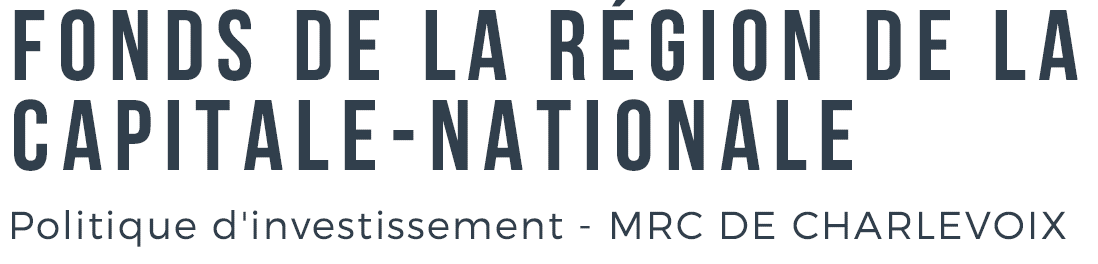 FONDS DE LA RÉGION DE LA
CAPITALE-NATIONALE
Politique d'investissement - MRC DE CHARLEVOIX